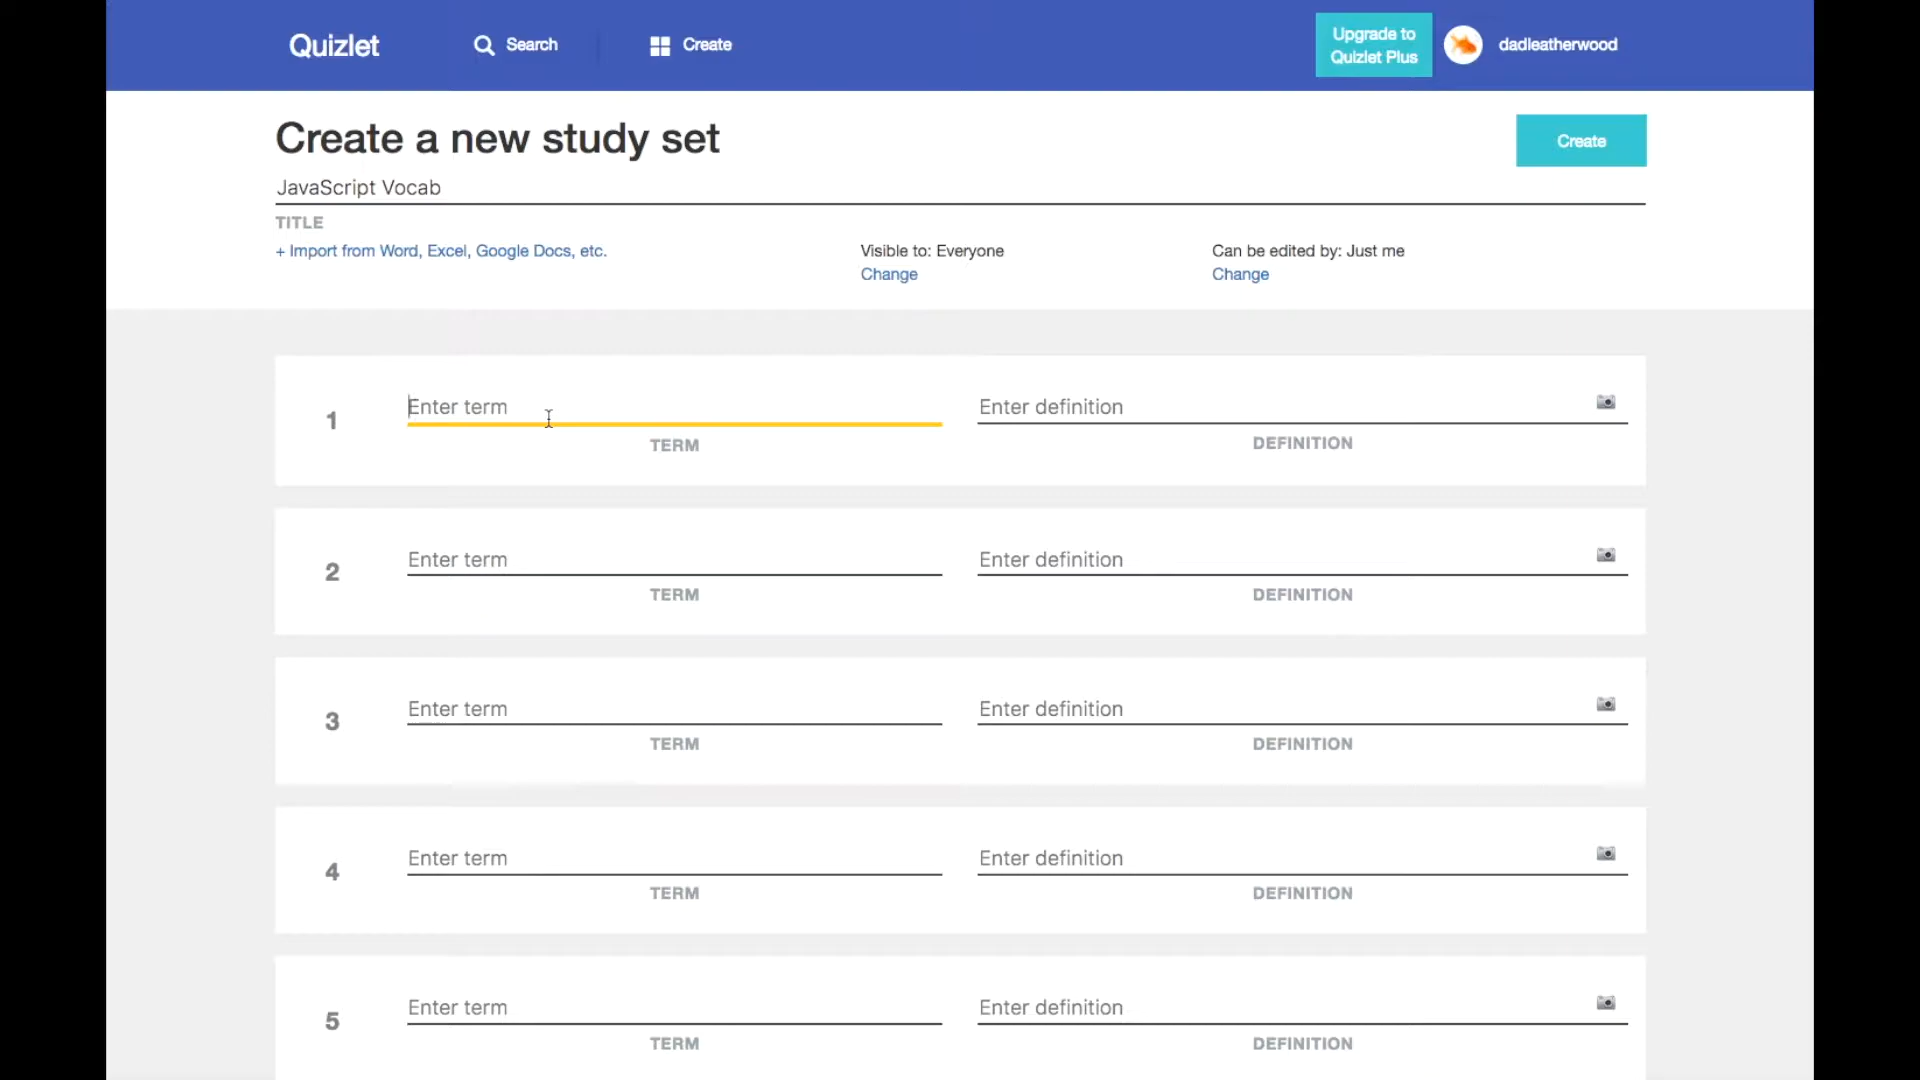 Quizlet
Search
Create
Upgrade to
Quizlet Plus
dadleatherwood
Create a new study set
Create
JavaScript Vocab
TITLE
+ Import from Word, Excel, Google Docs, etc.
Visible to: Everyone
Change
Can be edited by: Just me
Change
1
Enter term
TERM
Enter definition
DEFINITION
2
Enter term
TERM
Enter definition
DEFINITION
3
Enter term
TERM
Enter definition
DEFINITION
4
Enter term
TERM
Enter definition
DEFINITION
5
Enter term
TERM
Enter definition
DEFINITION